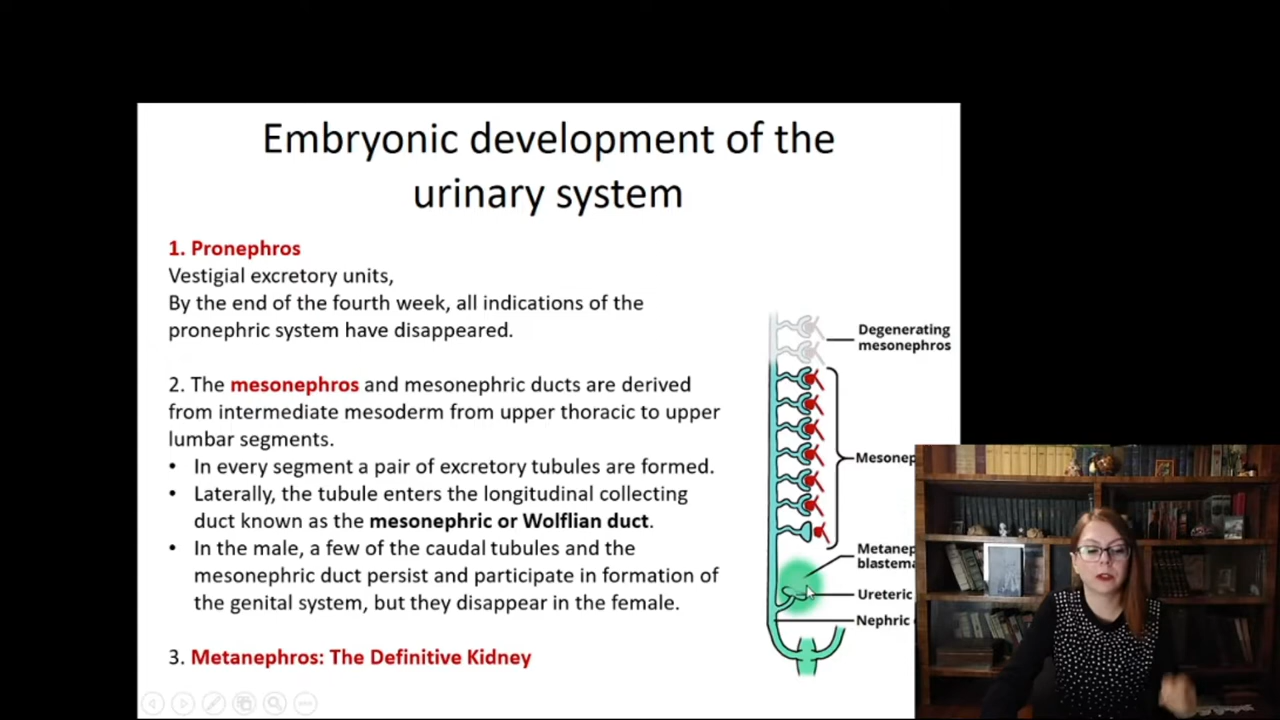 Embryonic development of the
urinary system
1. Pronephros
Vestigial excretory units,
By the end of the fourth week, all indications of the
pronephric system have disappeared.
2. The mesonephros and mesonephric ducts are derived
from intermediate mesoderm from upper thoracic to upper
lumbar segments.
• In every segment a pair of excretory tubules are formed.
• Laterally, the tubule enters the longitudinal collecting
duct known as the mesonephric or Wolflian duct.
• In the male, a few of the caudal tubules and the
mesonephric duct persist and participate in formation of
the genital system, but they disappear in the female.
3. Metanephros: The Definitive Kidney
Degenerating
mesonephros
Ureteric
Nephric